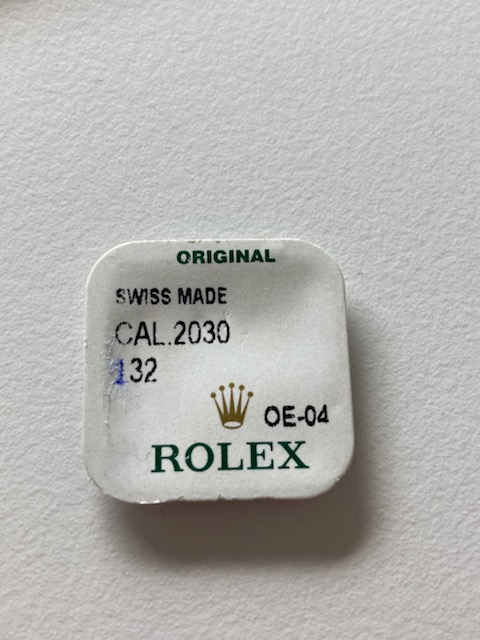 ORIGINAL
SWISS MADE
CAL.2030
132
OE-04
ROLEX